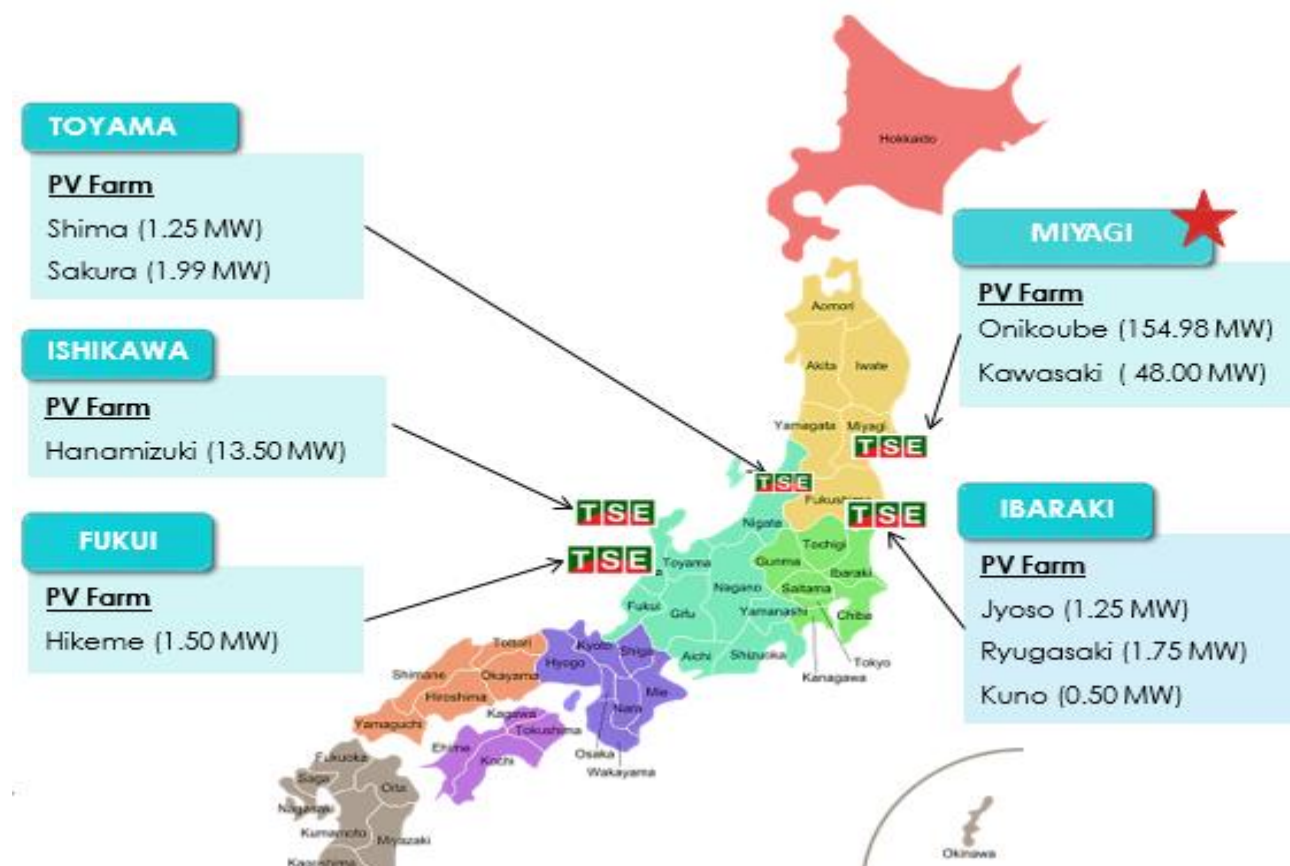 TOYAMA
PV Farm
Shima (1.25 MW)
Sakura (1.99 MW)
ISHIKAWA
PV Farm
Hanamizuki (13.50 MW)
FUKUI
PV Farm
Hikeme (1.50 MW)
MIYAGI
PV Farm
Onikoube (154.98 MW)
Kawasaki ( 48.00 MW)
IBARAKI
PV Farm
Jyoso (1.25 MW)
Ryugasaki (1.75 MW)
Kuno (0.50 MW)
Hokkaido
Aomori
Akita
Iwate
Yamagata
Miyagi
TSE
TSE
TSE
TSE
TSE
Nigata
Tochigi
Gunma
Ibaraki
Toyama
Nagano
Saitama
Fukui
Gifu
Yamanashi
Chiba
Aichi
Shizuoka
Tokyo
Kanagawa
Kyoto
Shiga
Hyogo
Mie
Nara
Osaka
Wakayama
Tottori
Shimane
Okayama
Hiroshima
Yamaguchi
Kagawa
Tokushima
Ehime
Kochi
Fukuoka
Saga
Oita
Nagasaki
Kumamoto
Miyazaki
Okinawa